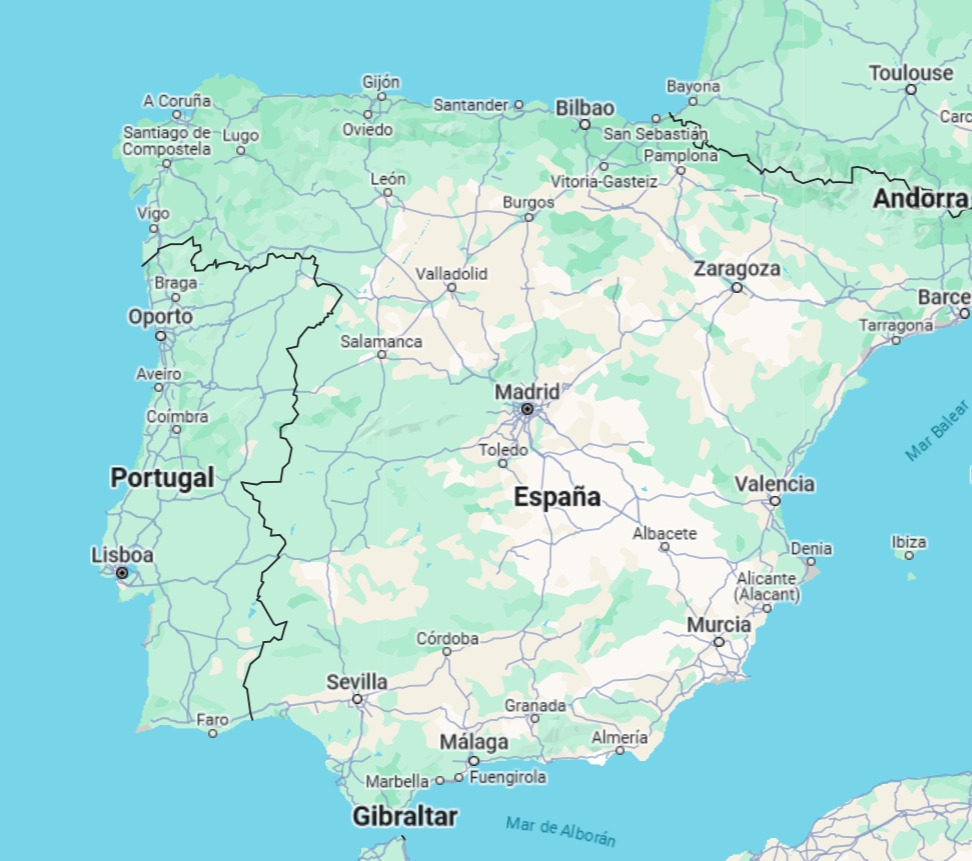 Toulouse
Gijón
Bayona
A Coruña
Santander
Bilbao
Carc
Oviedo
San Sebastián
Santiago de
Compostela
Lugo
Pamplona
León
Vitoria-Gasteiz
Andorra
Burgos
Vigo
Zaragoza
Valladolid
Braga
Barce
Oporto
Tarragona
Salamanca
Aveiro
Madrid
Coímbra
Mar Balear
Toledo
Portugal
España
Valencia
Albacete
Ibiza
Lisboa
Denia
Alicante
(Alacant)
Murcia
Córdoba
Sevilla
Granada
Faro
Málaga
Almería
Marbella
Fuengirola
Gibraltar
Mar de Alborán